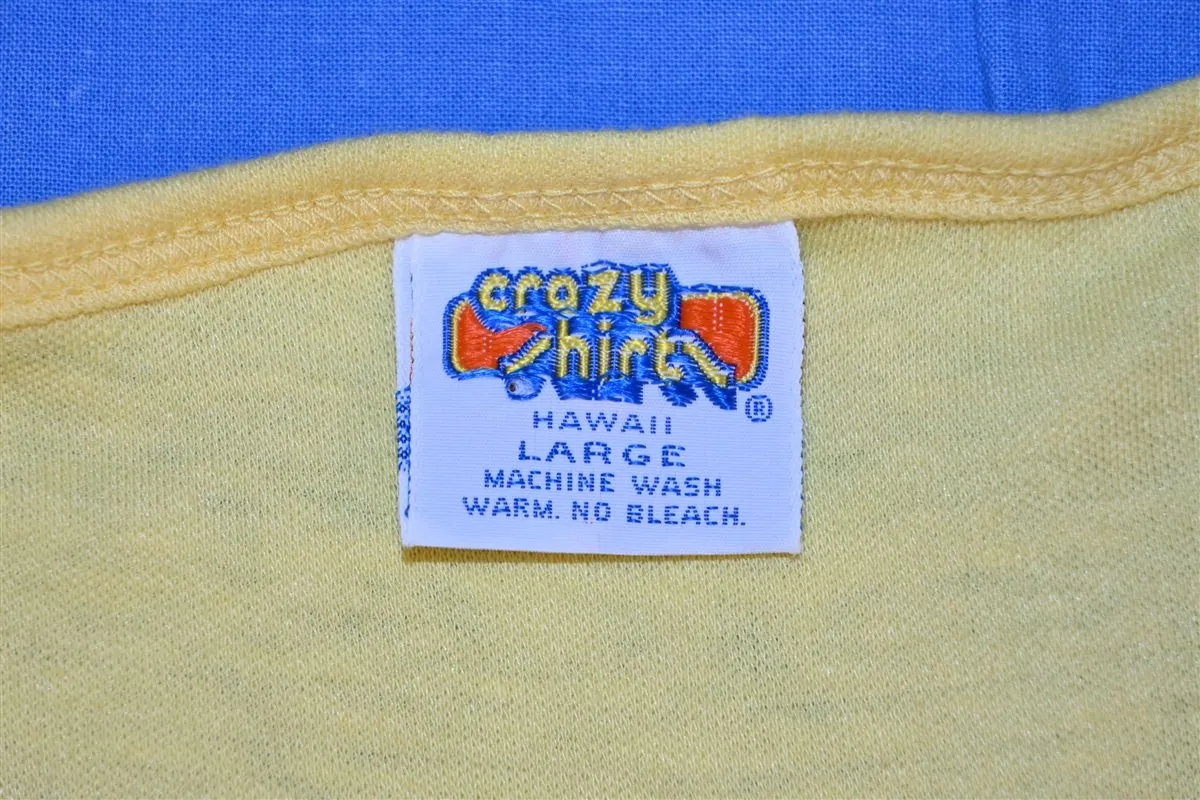 crazy
shirts
®
HAWAII
LARGE
MACHINE WASH
WARM. NO BLEACH.